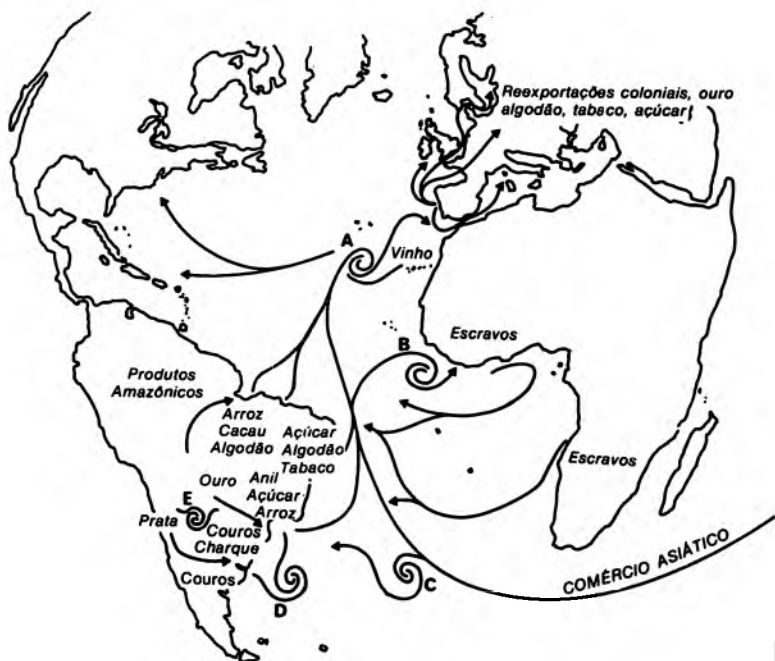 Reexportações coloniais, ouro
algodão, tabaco, açúcar
A
Vinho
B
Escravos
Produtos
Amazônicos
Arroz
Cacau
Algodão
Açúcar
Algodão
Tabaco
Escravos
Ouro
Anil
Açúcar
Arroz
E
Prata
Couros
Charque
Couros
D
C
COMÉRCIO ASIÁTICO